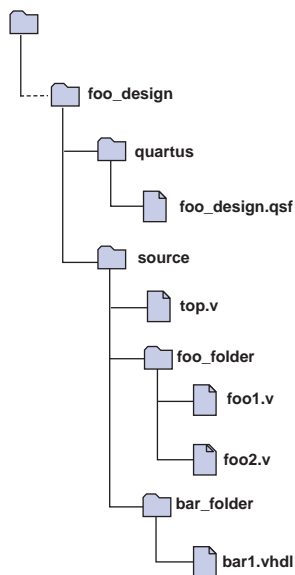 foo_design
quartus
foo_design.qsf
source
top.v
foo_folder
foo1.v
foo2.v
bar_folder
bar1.vhdl